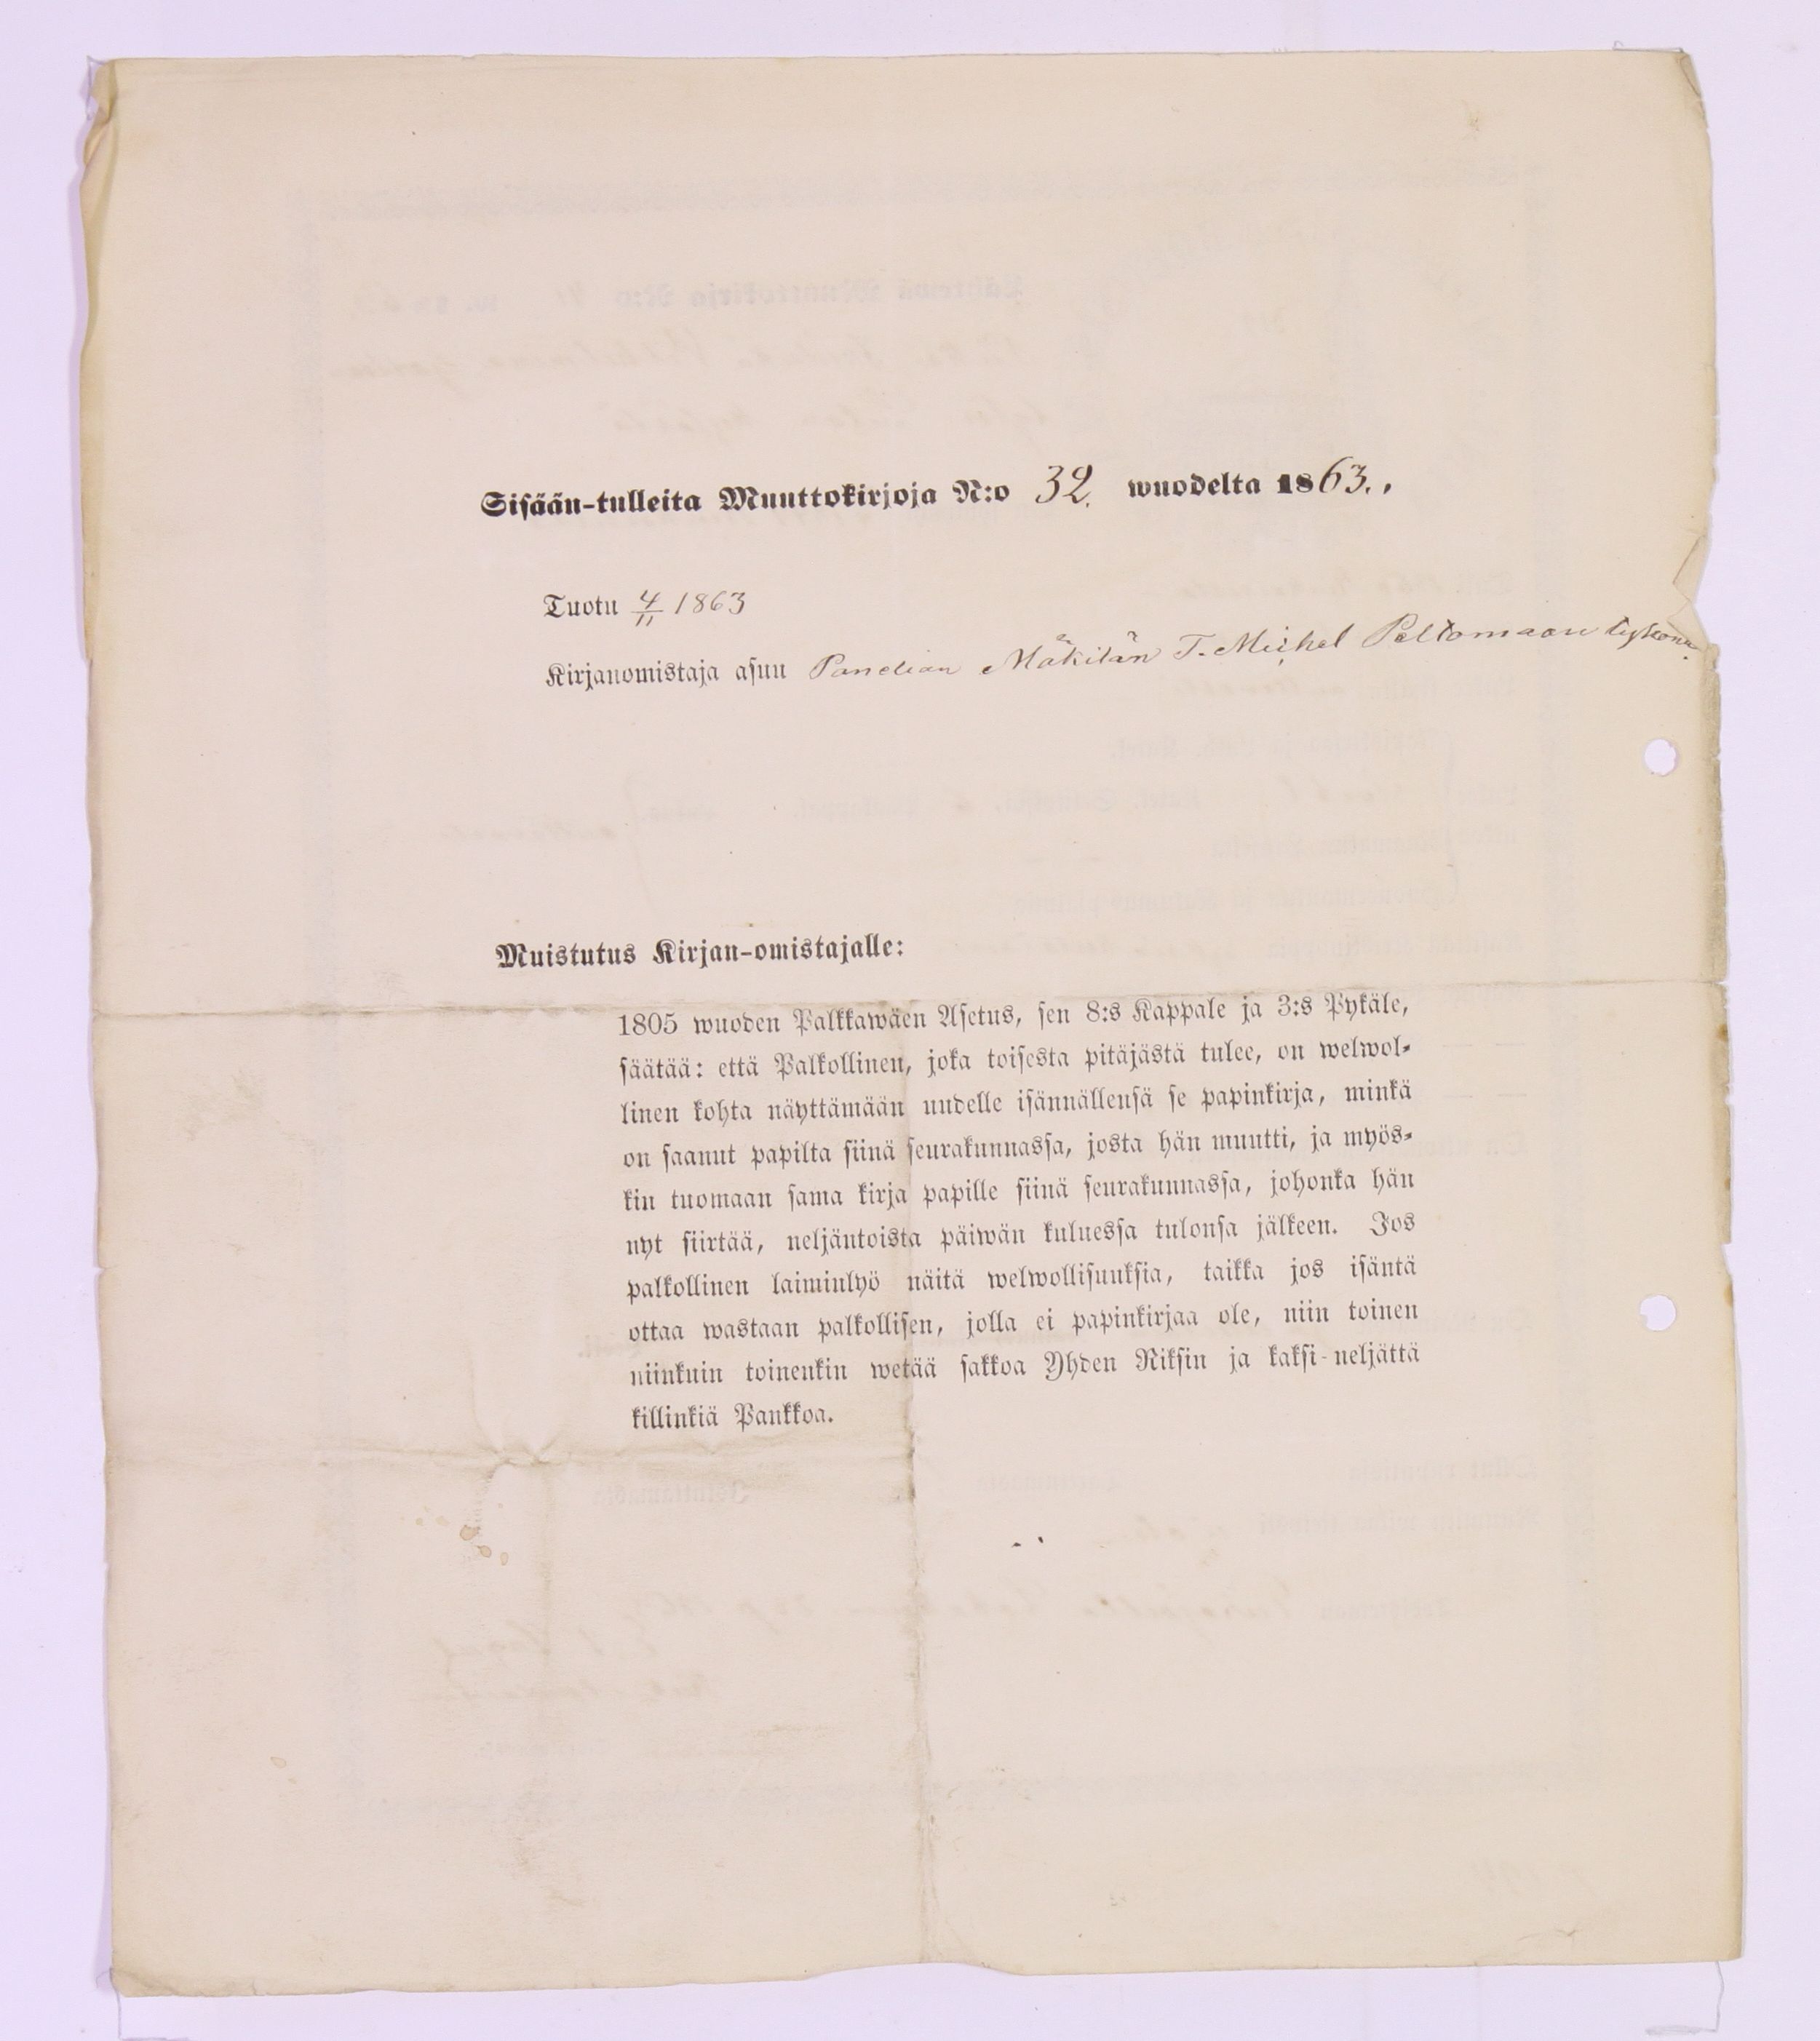 Sisään-tulleita Muuttokirjoja N:o 32. wuodelta 1863.,
Tuotu 4/11 1863
Kirjanomistaja asuu Panelian Mäkilän T. Michel Peltomaan
Muistutus Kirjan-omistajalle:
1805 wuoden Palkkawäen Asetus, sen 8:s Kappale ja 3:s Pykäle,
säätää: että Palkollinen, joka toisesta pitäjästä tulee, on welwol-
linen kohta näyttämään uudelle isännällensä se papinkirja, minkä
on saanut papilta siinä seurakunnassa, josta hän muutti, ja myös-
kin tuomaan sama kirja papille siinä seurakunnassa, johonka hän
nyt siirtää, neljäntoista päiwän kuluessa tulonsa jälkeen. Jos
palkollinen laiminlyö näitä welwollisuuksia, taikka jos isäntä
ottaa wastaan palkollisen, jolla ei papinkirjaa ole, niin toinen
niinkuin toinenkin wetää sakkoa Yhden Riksin ja kaksi-neljättä
killinkiä Pankkoa.